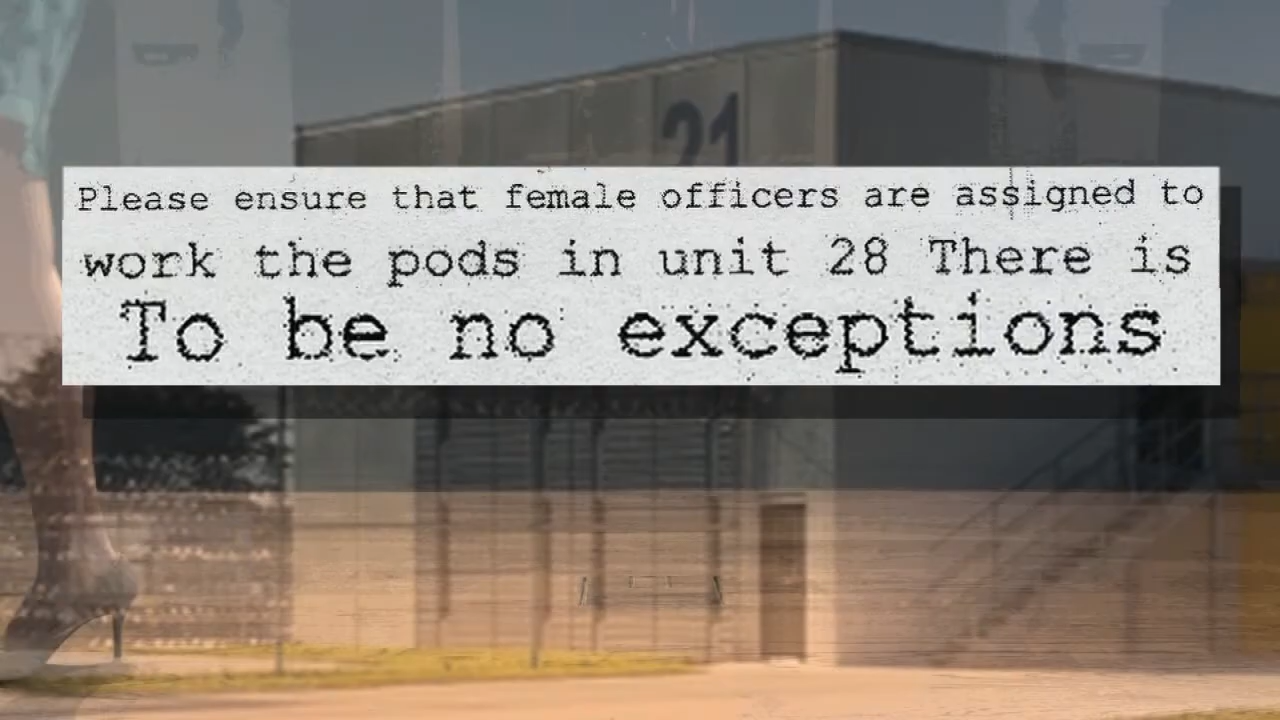 21
Please ensure that female officers are assigned to
work the pods in unit 28 There is
To be no exceptions